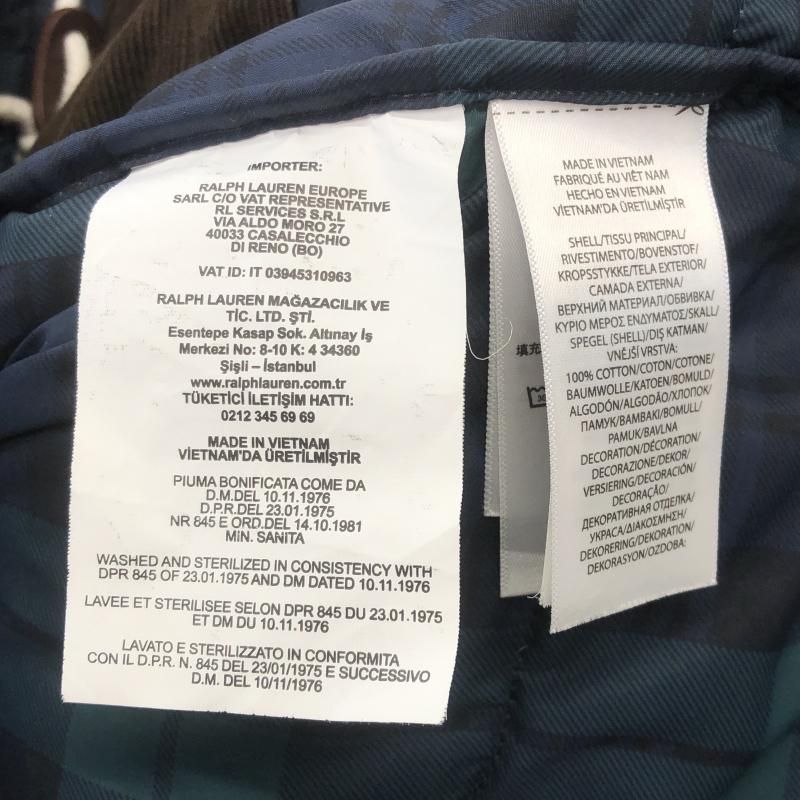 IMPORTER:
RALPH LAUREN EUROPE
SARL C/O VAT REPRESENTATIVE
RL SERVICES S.R.L
VIA ALDO MORO 27
40033 CASALECCHIO
DI RENO (BO)
VAT ID: IT 03945310963
RALPH LAUREN MAĞAZACILIK VE
TİC. LTD. ŞTİ.
Esentepe Kasap Sok. Altınay İş
Merkezi No: 8-10 K: 4 34360
Şişli – İstanbul
www.ralphlauren.com.tr
TÜKETİCİ İLETİŞİM HATTI:
0212 345 69 69
MADE IN VIETNAM
VİETNAM'DA ÜRETİLMİŞTİR
PIUMA BONIFICATA COME DA
D.M.DEL 10.11.1976
D.P.R.DEL 23.01.1975
NR 845 E ORD.DEL 14.10.1981
MIN. SANITA
WASHED AND STERILIZED IN CONSISTENCY WITH
DPR 845 OF 23.01.1975 AND DM DATED 10.11.1976
LAVEE ET STERILISEE SELON DPR 845 DU 23.01.1975
ET DM DU 10.11.1976
LAVATO E STERILIZZATO IN CONFORMITA
CON IL D.P.R. N. 845 DEL 23/01/1975 E SUCCESSIVO
D.M. DEL 10/11/1976
填充
30
MADE IN VIETNAM
FABRIQUÉ AU VIÊT NAM
HECHO EN VIETNAM
VİETNAM'DA ÜRETİLMİŞTİR
SHELL/TISSU PRINCIPAL/
RIVESTIMENTO/BOVENSTOF/
KROPSSTYKKE/TELA EXTERIOR/
CAMADA EXTERNA/
ВЕРХНИЙ МАТЕРИАЛ/ОБВИВКА/
ΚΥΡΙΟ ΜΕΡΟΣ ΕΝΔΥΜΑΤΟΣ/SKALL/
SPEGEL (SHELL)/DIŞ KATMAN/
VNĚJŠÍ VRSTVA:
100% COTTON/COTON/COTONE/
BAUMWOLLE/KATOEN/BOMULD/
ALGODÓN/ALGODÃO/ХЛОПОК/
ПАМУК/ΒΑΜΒΑΚΙ/BOMULL/
PAMUK/BAVLNA
DECORATION/DÉCORATION/
DECORAZIONE/DEKOR/
VERSIERING/DECORACIÓN/
DECORAÇÃO/
ДЕКОРАТИВНАЯ ОТДЕЛКА/
УКРАСА/ΔΙΑΚΟΣΜΗΣΗ/
DEKORERING/DEKORATION/
DEKORASYON/OZDOBA: